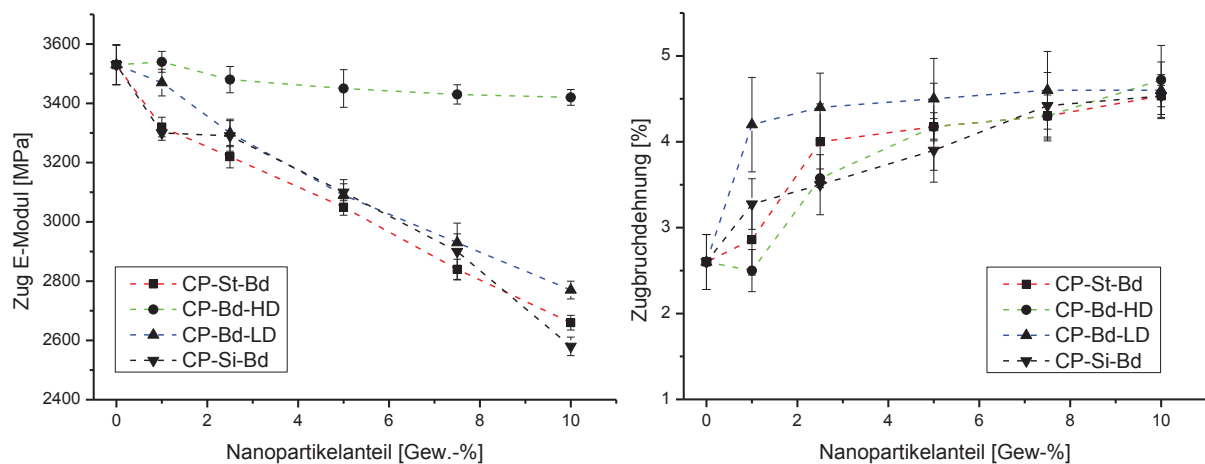 Zug E-Modul [MPa]
3600
3400
3200
3000
2800
2600
2400
0 2 4 6 8 10
Nanopartikelanteil [Gew.-%]
CP-St-Bd
CP-Bd-HD
CP-Bd-LD
CP-Si-Bd
Zugbruchdehnung [%]
5
4
3
2
1
0 2 4 6 8 10
Nanopartikelanteil [Gew-%]
CP-St-Bd
CP-Bd-HD
CP-Bd-LD
CP-Si-Bd